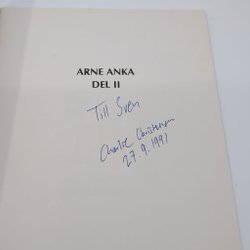 ARNE ANKA
DEL II
Till Sven
Charlie Christensen
27.9.1991